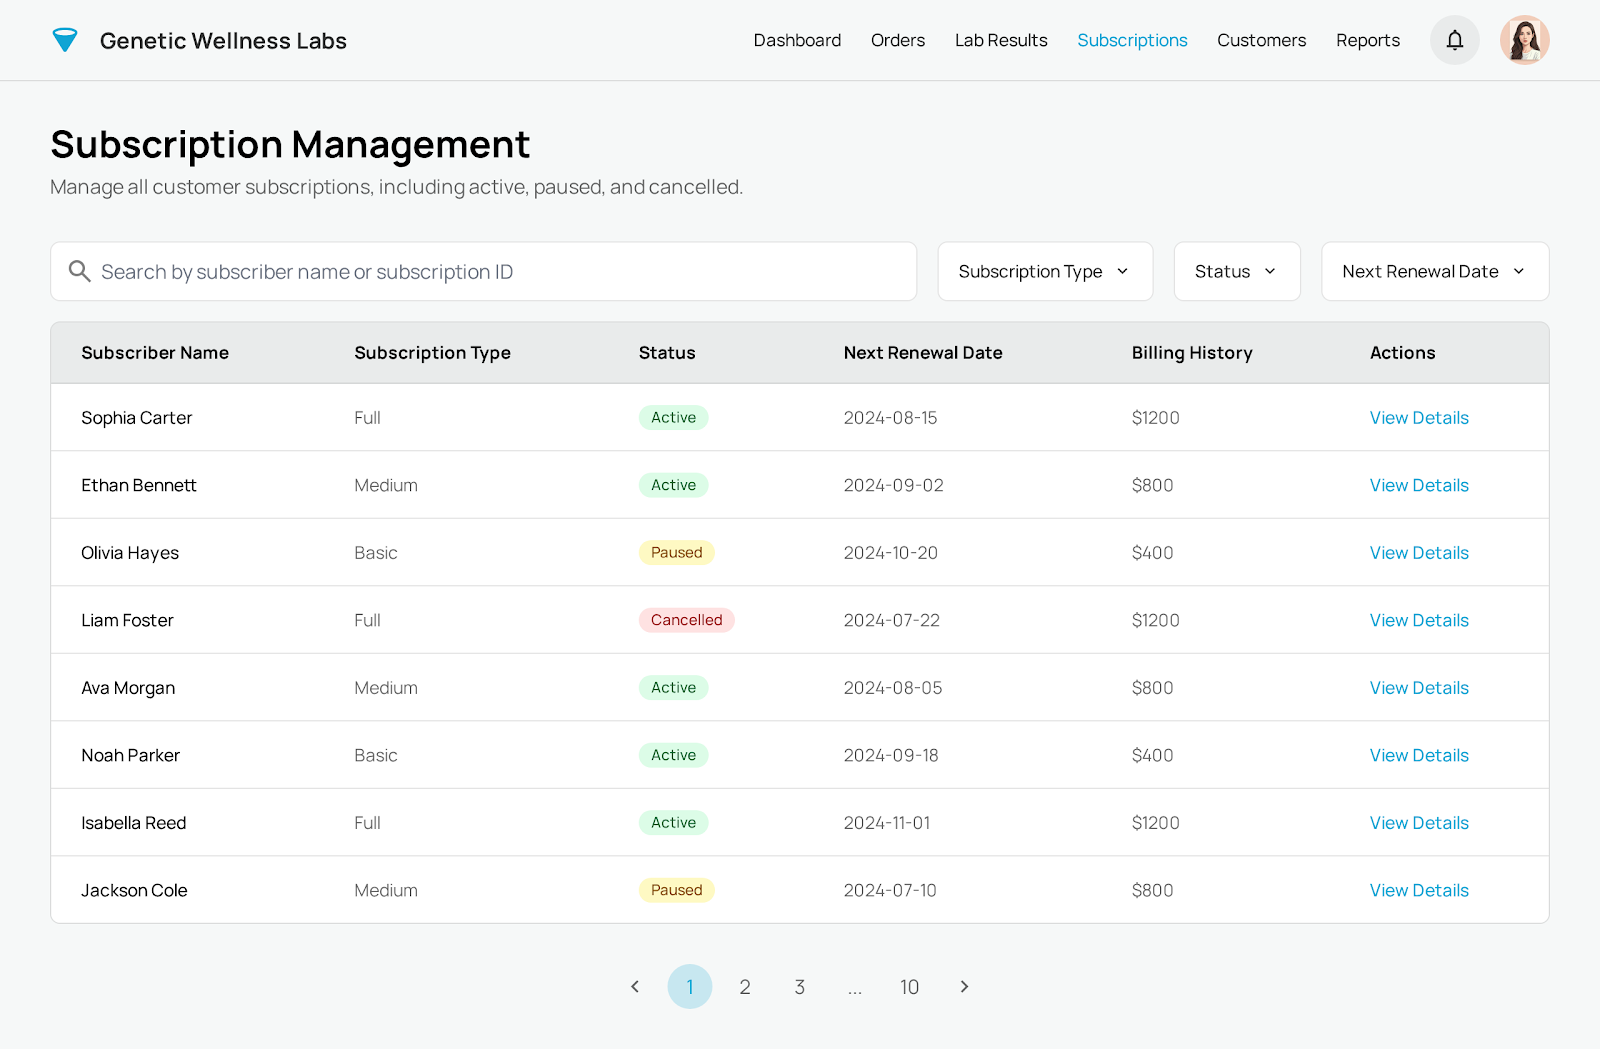 Genetic Wellness Labs
Dashboard Orders Lab Results Subscriptions Customers Reports
Subscription Management
Manage all customer subscriptions, including active, paused, and cancelled.
Search by subscriber name or subscription ID
Subscription Type Status Next Renewal Date
Subscriber Name Subscription Type Status Next Renewal Date Billing History Actions
Sophia Carter Full Active 2024-08-15 $1200 View Details
Ethan Bennett Medium Active 2024-09-02 $800 View Details
Olivia Hayes Basic Paused 2024-10-20 $400 View Details
Liam Foster Full Cancelled 2024-07-22 $1200 View Details
Ava Morgan Medium Active 2024-08-05 $800 View Details
Noah Parker Basic Active 2024-09-18 $400 View Details
Isabella Reed Full Active 2024-11-01 $1200 View Details
Jackson Cole Medium Paused 2024-07-10 $800 View Details
1 2 3 ... 10